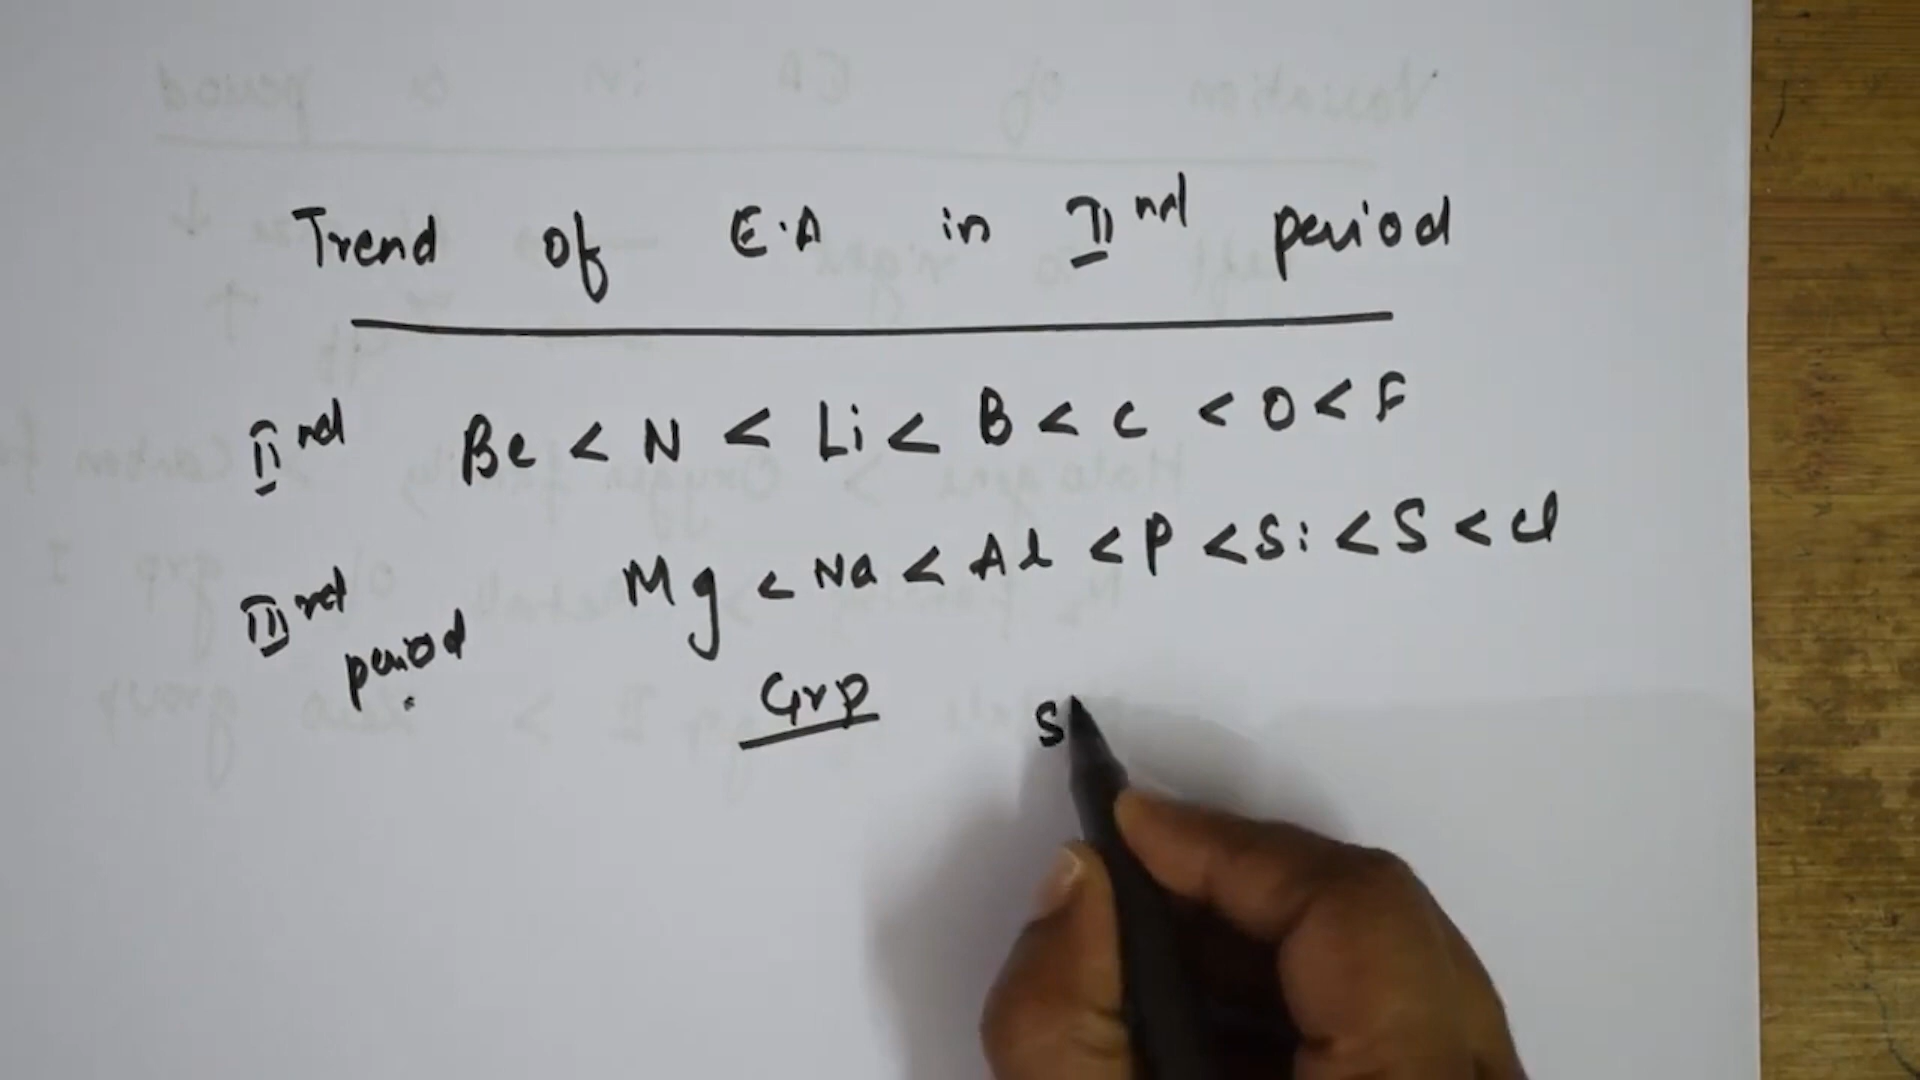 Trend of E.A in IInd period
IInd Be < N < Li < B < C < O < F
IIIrd period Mg < Na < Al < P < Si < S < Cl
Grp S